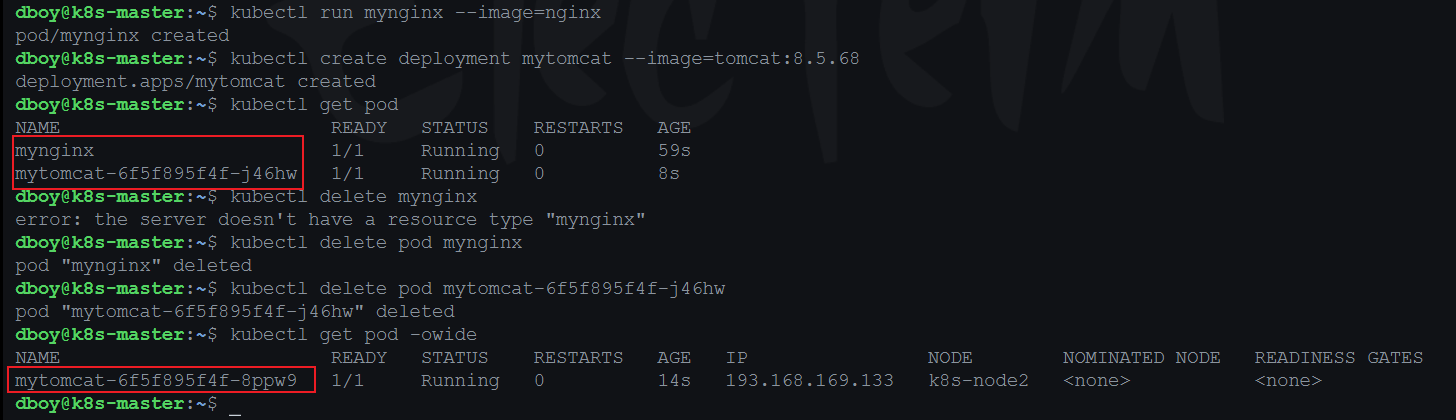 dboy@k8s-master:~$ kubectl run mynginx --image=nginx
pod/mynginx created
dboy@k8s-master:~$ kubectl create deployment mytomcat --image=tomcat:8.5.68
deployment.apps/mytomcat created
dboy@k8s-master:~$ kubectl get pod
NAME READY STATUS RESTARTS AGE
mynginx 1/1 Running 0 59s
mytomcat-6f5f895f4f-j46hw 1/1 Running 0 8s
dboy@k8s-master:~$ kubectl delete mynginx
error: the server doesn't have a resource type "mynginx"
dboy@k8s-master:~$ kubectl delete pod mynginx
pod "mynginx" deleted
dboy@k8s-master:~$ kubectl delete pod mytomcat-6f5f895f4f-j46hw
pod "mytomcat-6f5f895f4f-j46hw" deleted
dboy@k8s-master:~$ kubectl get pod -owide
NAME READY STATUS RESTARTS AGE IP NODE NOMINATED NODE READINESS GATES
mytomcat-6f5f895f4f-8ppw9 1/1 Running 0 14s 193.168.169.133 k8s-node2 <none> <none>
dboy@k8s-master:~$ _